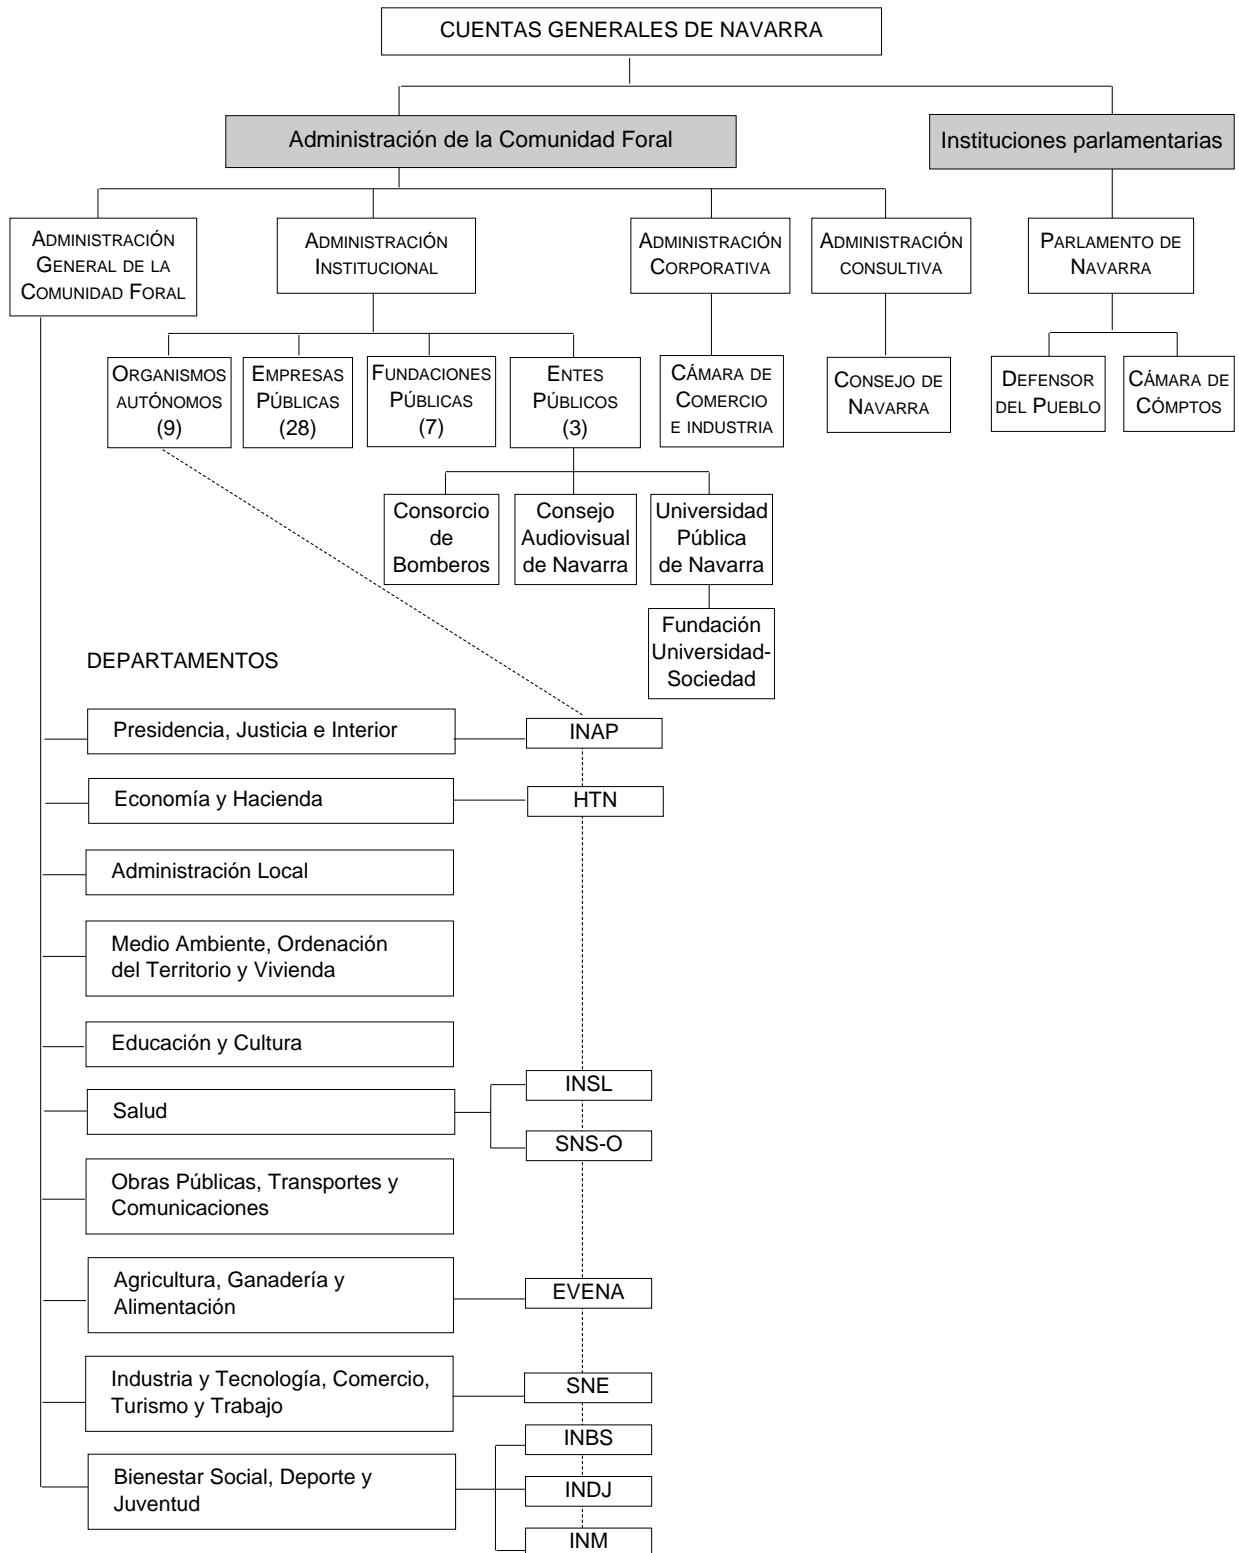 CUENTAS GENERALES DE NAVARRA
Administración de la Comunidad Foral
Instituciones parlamentarias
ADMINISTRACIÓN
GENERAL DE LA
COMUNIDAD FORAL
ADMINISTRACIÓN
INSTITUCIONAL
ADMINISTRACIÓN
CORPORATIVA
ADMINISTRACIÓN
CONSULTIVA
PARLAMENTO DE
NAVARRA
ORGANISMOS
AUTÓNOMOS
(9)
EMPRESAS
PÚBLICAS
(28)
FUNDACIONES
PÚBLICAS
(7)
ENTES
PÚBLICOS
(3)
CÁMARA DE
COMERCIO
E INDUSTRIA
CONSEJO DE
NAVARRA
DEFENSOR
DEL PUEBLO
CÁMARA DE
CÓMPTOS
Consorcio
de
Bomberos
Consejo
Audiovisual
de Navarra
Universidad
Pública
de Navarra
Fundación
Universidad-
Sociedad
DEPARTAMENTOS
Presidencia, Justicia e Interior
INAP
Economía y Hacienda
HTN
Administración Local
Medio Ambiente, Ordenación
del Territorio y Vivienda
Educación y Cultura
Salud
INSL
SNS-O
Obras Públicas, Transportes y
Comunicaciones
Agricultura, Ganadería y
Alimentación
EVENA
Industria y Tecnología, Comercio,
Turismo y Trabajo
SNE
Bienestar Social, Deporte y
Juventud
INBS
INDJ
INM